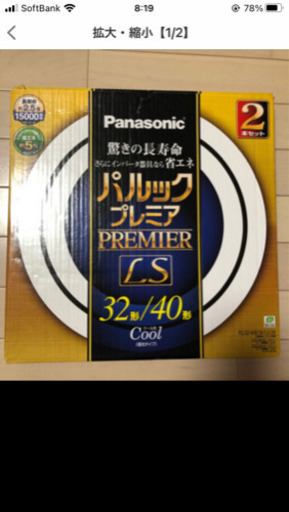 SoftBank
8:19
78%
拡大・縮小【1/2】
Panasonic
2
本セット
15000
驚きの長寿命
さらにインバータ器具なら省エネ
パルック
プレミア
PREMIER
LS
32形/40形
Cool